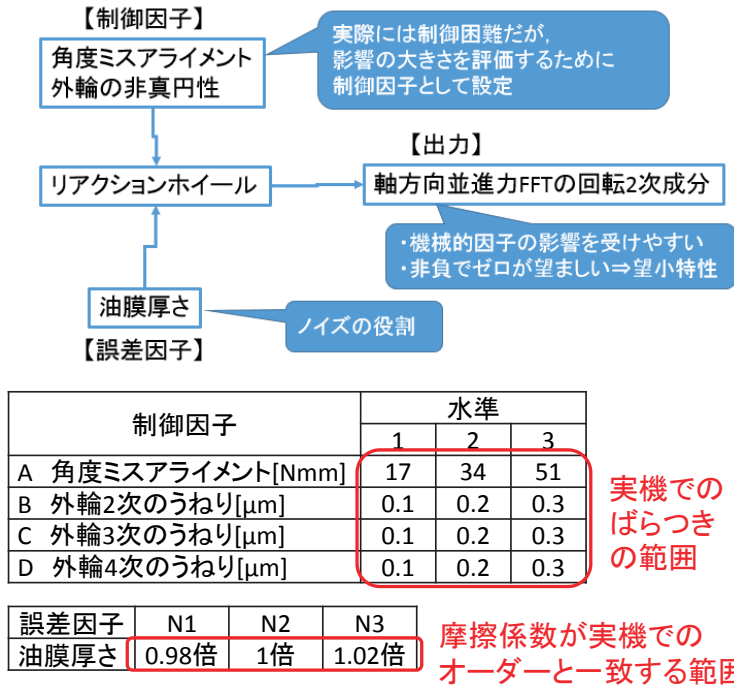 【制御因子】
角度ミスアライメント
外輪の非真円性
実際には制御困難だが,
影響の大きさを評価するために
制御因子として設定
【出力】
リアクションホイール
軸方向並進力FFTの回転2次成分
・機械的因子の影響を受けやすい
・非負でゼロが望ましい⇒望小特性
油膜厚さ
ノイズの役割
【誤差因子】
制御因子 水準
1 2 3
A 角度ミスアライメント[Nmm] 17 34 51
B 外輪2次のうねり[μm] 0.1 0.2 0.3
C 外輪3次のうねり[μm] 0.1 0.2 0.3
D 外輪4次のうねり[μm] 0.1 0.2 0.3
実機での
ばらつき
の範囲
誤差因子 N1 N2 N3
油膜厚さ 0.98倍 1倍 1.02倍
摩擦係数が実機での
オーダーと一致する範囲